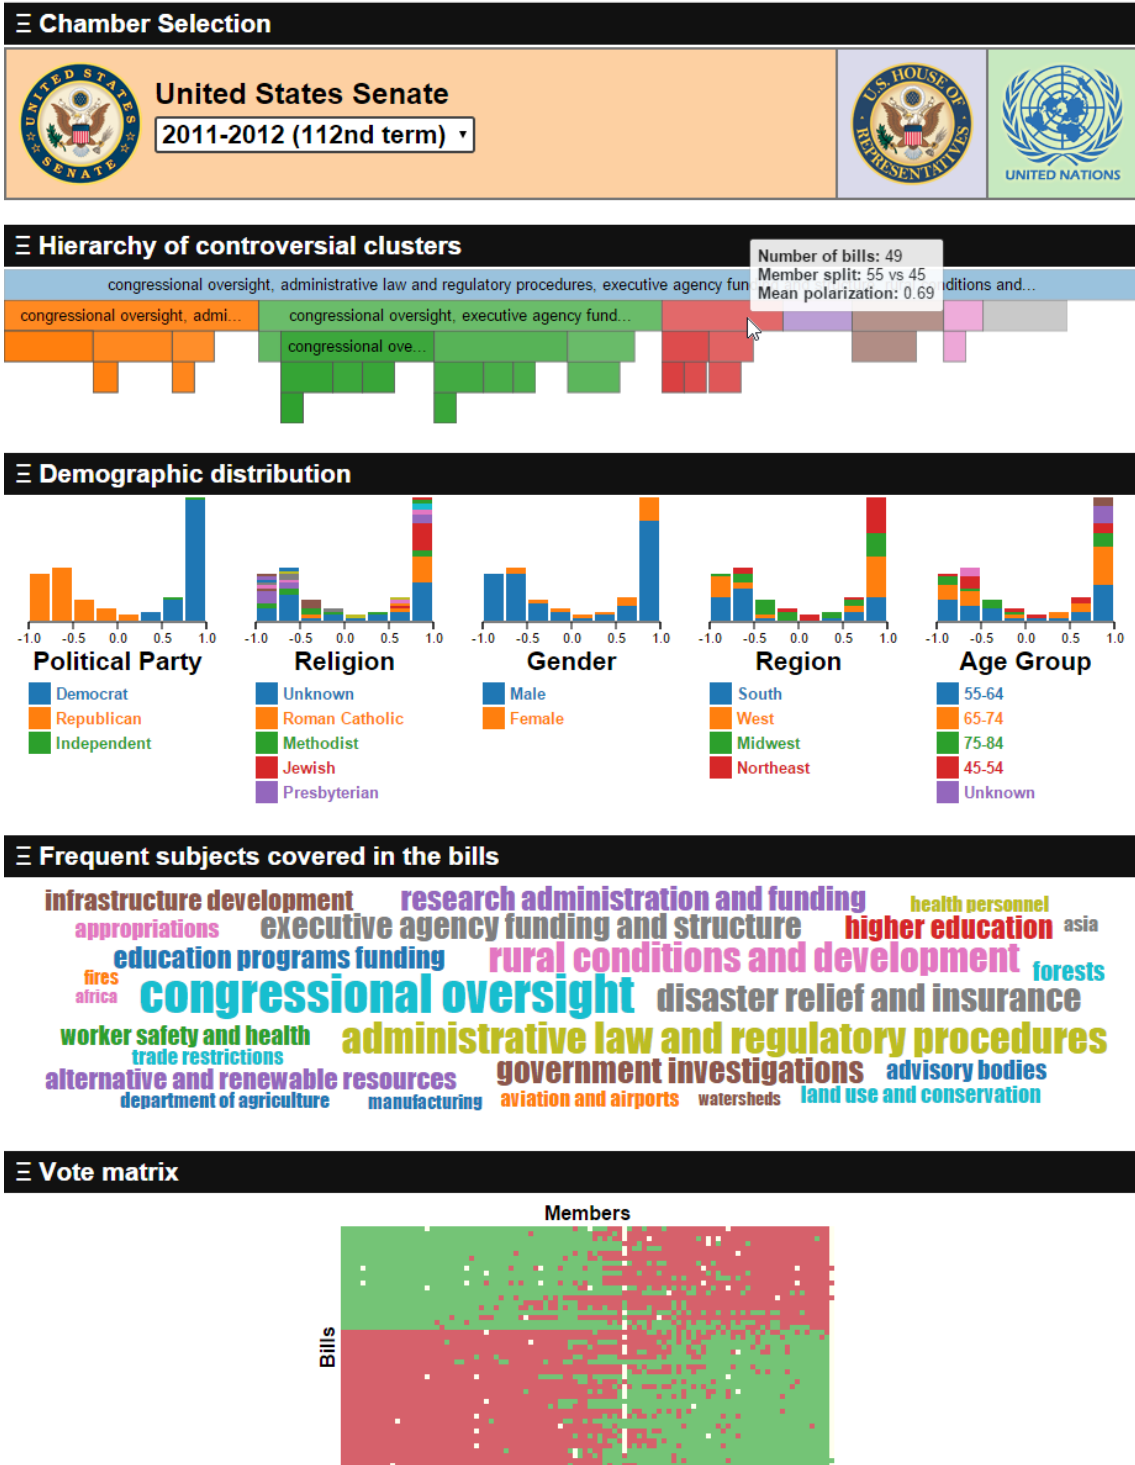 Ξ Chamber Selection
UNITED STATES
SENATE
United States Senate
2011-2012 (112nd term)
U.S. HOUSE OF
REPRESENTATIVES
UNITED NATIONS
Ξ Hierarchy of controversial clusters
Number of bills: 49
Member split: 55 vs 45
Mean polarization: 0.69
congressional oversight, administrative law and regulatory procedures, executive agency fun
ditions and...
congressional oversight, admi...
congressional oversight, executive agency fund...
congressional ove...
Ξ Demographic distribution
-1.0 -0.5 0.0 0.5 1.0
-1.0 -0.5 0.0 0.5 1.0
-1.0 -0.5 0.0 0.5 1.0
-1.0 -0.5 0.0 0.5 1.0
-1.0 -0.5 0.0 0.5 1.0
Political Party
Democrat
Republican
Independent
Religion
Unknown
Roman Catholic
Methodist
Jewish
Presbyterian
Gender
Male
Female
Region
South
West
Midwest
Northeast
Age Group
55-64
65-74
75-84
45-54
Unknown
Ξ Frequent subjects covered in the bills
infrastructure development
research administration and funding
health personnel
appropriations
executive agency funding and structure
higher education
asia
education programs funding
rural conditions and development
forests
fires
africa
congressional oversight
disaster relief and insurance
worker safety and health
administrative law and regulatory procedures
trade restrictions
alternative and renewable resources
government investigations
advisory bodies
department of agriculture
manufacturing
aviation and airports
watersheds
land use and conservation
Ξ Vote matrix
Members
Bills